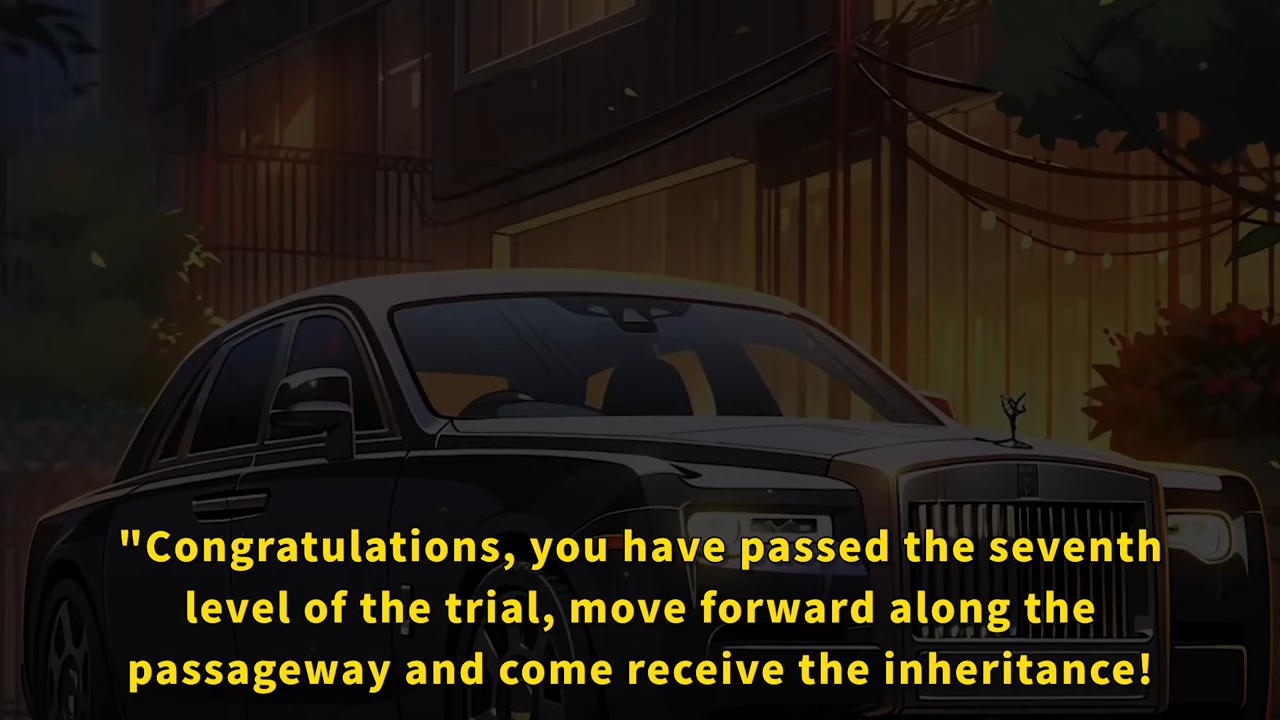 "Congratulations, you have passed the seventh
level of the trial, move forward along the
passageway and come receive the inheritance!